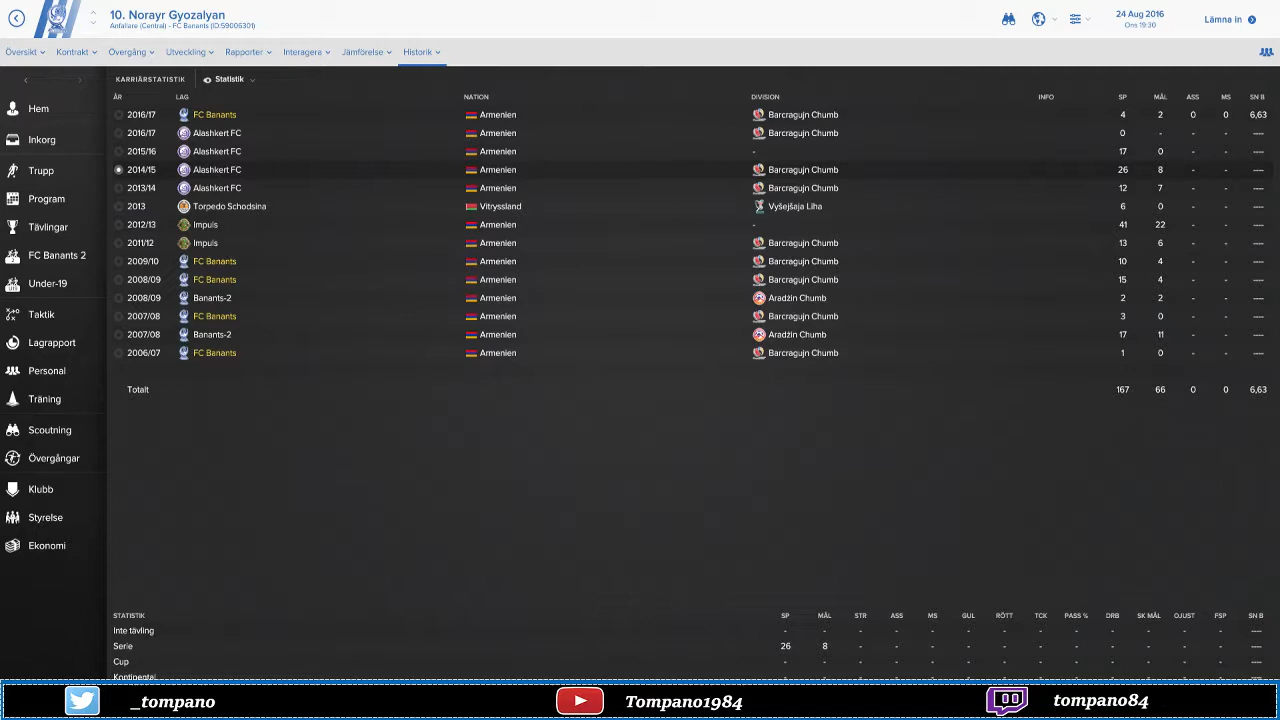 10. Norayr Gyozalyan
Anfallare (Central) - FC Banants (ID:59006301)
24 Aug 2016
Ons 19:30
Lämna in
Översikt Kontrakt Övergång Utveckling Rapporter Interagera Jämförelse Historik
KARRIÄRSTATISTIK Statistik
ÅR LAG NATION DIVISION INFO SP MÅL ASS MS SN B
2016/17 FC Banants Armenien Barcragujn Chumb 4 2 0 0 6,63
2016/17 Alashkert FC Armenien Barcragujn Chumb 0 - - - ----
2015/16 Alashkert FC Armenien - 17 0 - - ----
2014/15 Alashkert FC Armenien Barcragujn Chumb 26 8 - - ----
2013/14 Alashkert FC Armenien Barcragujn Chumb 12 7 - - ----
2013 Torpedo Schodsina Vitryssland Vyšejšaja Liha 6 0 - - ----
2012/13 Impuls Armenien - 41 22 - - ----
2011/12 Impuls Armenien Barcragujn Chumb 13 6 - - ----
2009/10 FC Banants Armenien Barcragujn Chumb 10 4 - - ----
2008/09 FC Banants Armenien Barcragujn Chumb 15 4 - - ----
2008/09 Banants-2 Armenien Aradžin Chumb 2 2 - - ----
2007/08 FC Banants Armenien Barcragujn Chumb 3 0 - - ----
2007/08 Banants-2 Armenien Aradžin Chumb 17 11 - - ----
2006/07 FC Banants Armenien Barcragujn Chumb 1 0 - - ----
Totalt 167 66 0 0 6,63
Hem
Inkorg
Trupp
Program
Tävlingar
FC Banants 2
Under-19
Taktik
Lagrapport
Personal
Träning
Scoutning
Övergångar
Klubb
Styrelse
Ekonomi
STATISTIK SP MÅL STR ASS MS GUL RÖTT TCK PASS % DRB SK MÅL OJUST FSP SN B
Inte tävling - - - - - - - - - - - - - ----
Serie 26 8 - - - - - - - - - - - ----
Cup - - - - - - - - - - - - - ----
Kontinental
_tompano Tompano1984 tompano84